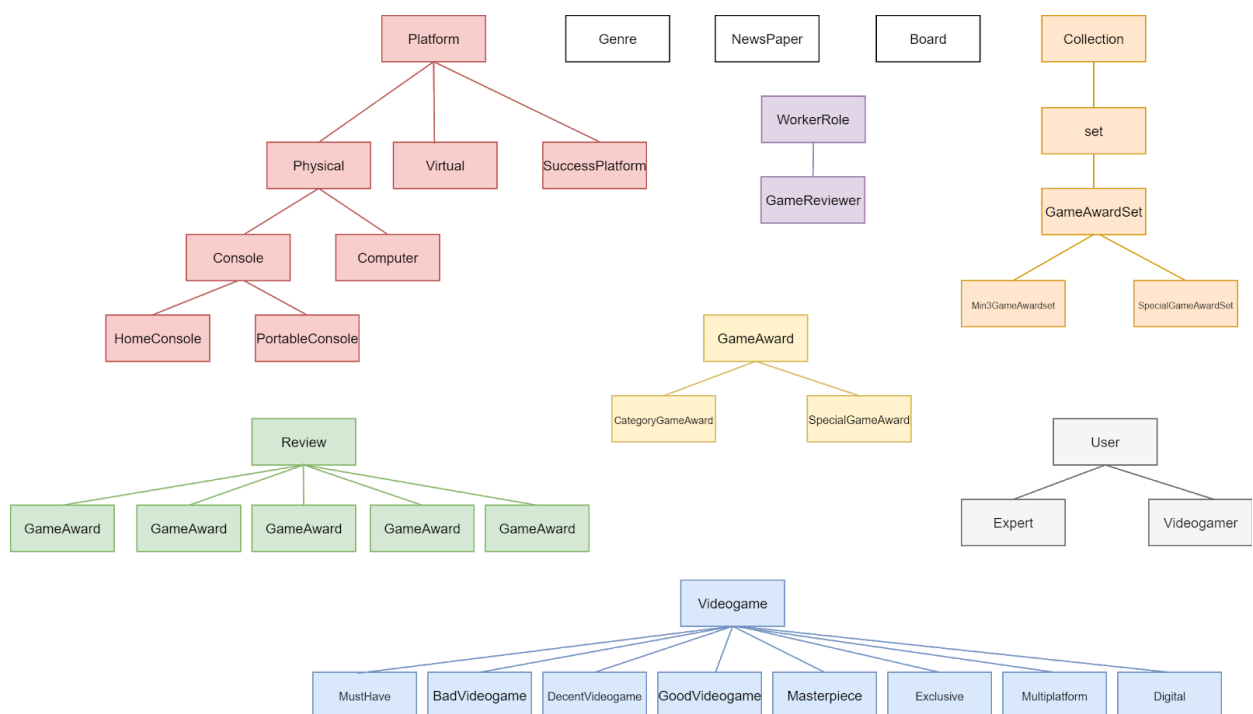 Platform
Genre
NewsPaper
Board
Collection
WorkerRole
set
Physical
Virtual
SuccessPlatform
GameReviewer
GameAwardSet
Console
Computer
Min3GameAwardset
SpecialGameAwardSet
HomeConsole
PortableConsole
GameAward
CategoryGameAward
SpecialGameAward
Review
User
GameAward
GameAward
GameAward
GameAward
GameAward
Expert
Videogamer
Videogame
MustHave
BadVideogame
DecentVideogame
GoodVideogame
Masterpiece
Exclusive
Multiplatform
Digital